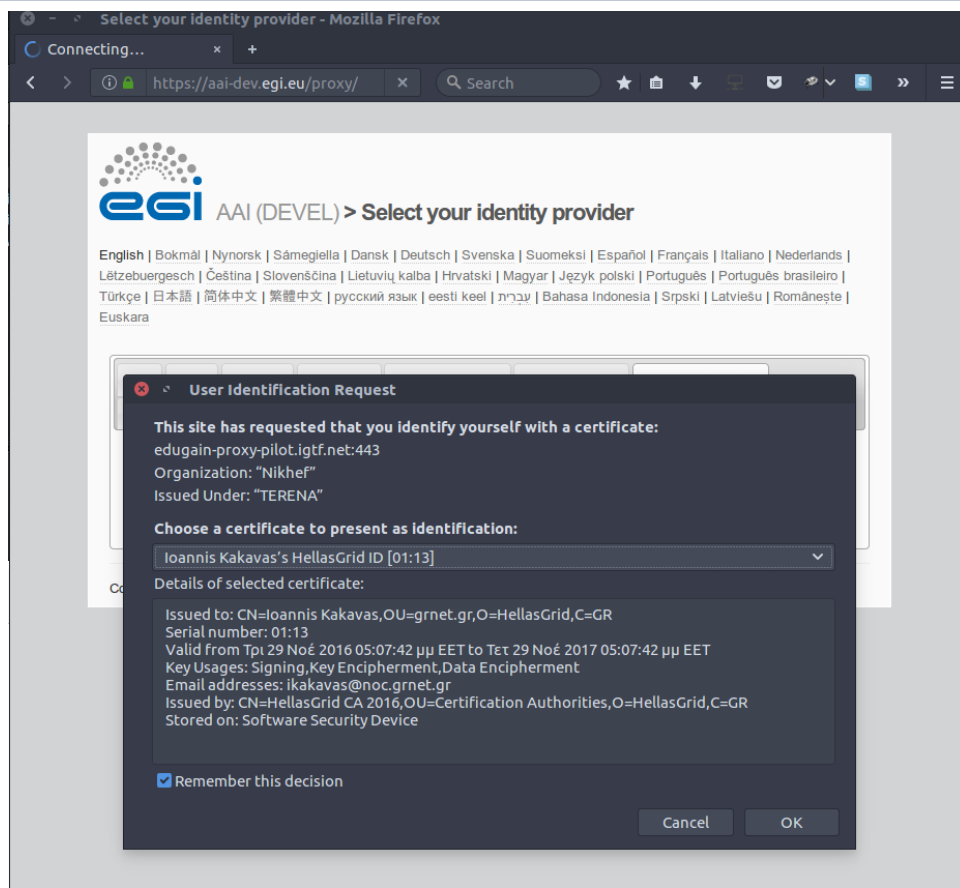 Select your identity provider - Mozilla Firefox
Connecting...
https://aai-dev.egi.eu/proxy/
Search
egi AAI (DEVEL) > Select your identity provider
English | Bokmål | Nynorsk | Sámegiella | Dansk | Deutsch | Svenska | Suomeksi | Español | Français | Italiano | Nederlands |
Lëtzebuergesch | Čeština | Slovenščina | Lietuvių kalba | Hrvatski | Magyar | Język polski | Português | Português brasileiro |
Türkçe | 日本語 | 简体中文 | 繁體中文 | русский язык | eesti keel | עִבְרִית | Bahasa Indonesia | Srpski | Latviešu | Românește |
Euskara
User Identification Request
This site has requested that you identify yourself with a certificate:
edugain-proxy-pilot.igtf.net:443
Organization: “Nikhef”
Issued Under: “TERENA”
Choose a certificate to present as identification:
Ioannis Kakavas’s HellasGrid ID [01:13]
Details of selected certificate:
Issued to: CN=Ioannis Kakavas,OU=grnet.gr,O=HellasGrid,C=GR
Serial number: 01:13
Valid from Τρι 29 Νοέ 2016 05:07:42 μμ EET to Τετ 29 Νοέ 2017 05:07:42 μμ EET
Key Usages: Signing,Key Encipherment,Data Encipherment
Email addresses: ikakavas@noc.grnet.gr
Issued by: CN=HellasGrid CA 2016,OU=Certification Authorities,O=HellasGrid,C=GR
Stored on: Software Security Device
Remember this decision
Cancel OK